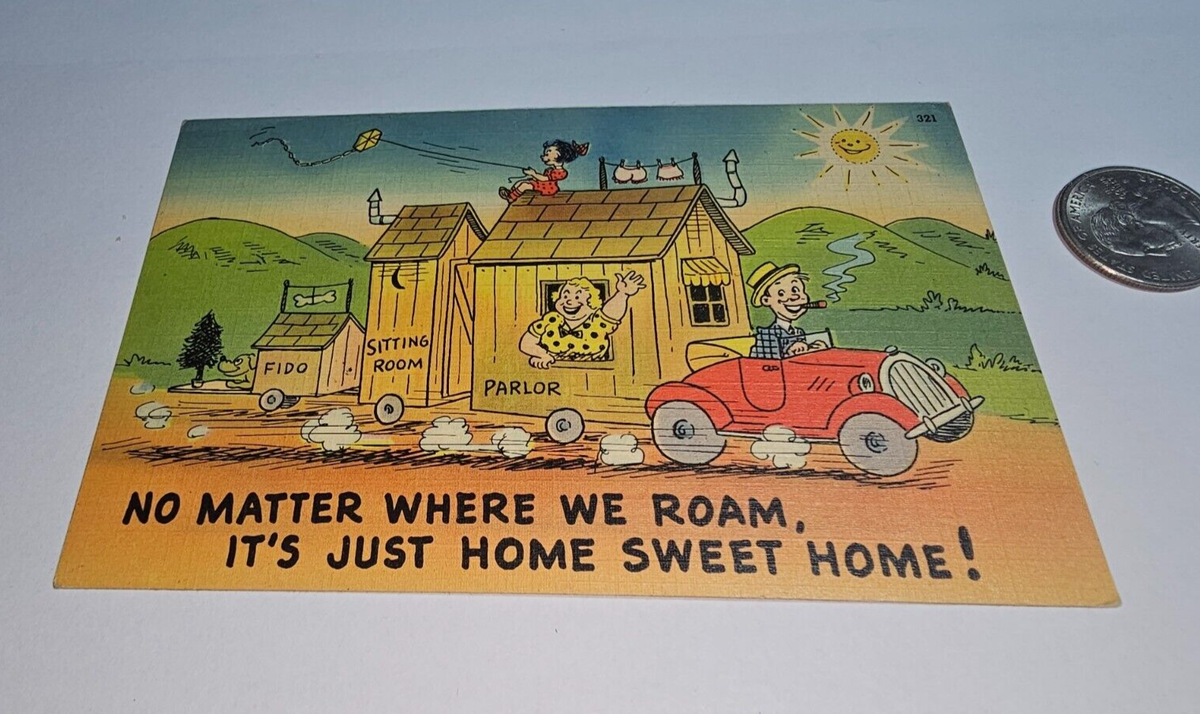 321
FIDO
SITTING
ROOM
PARLOR
NO MATTER WHERE WE ROAM,
IT'S JUST HOME SWEET HOME!